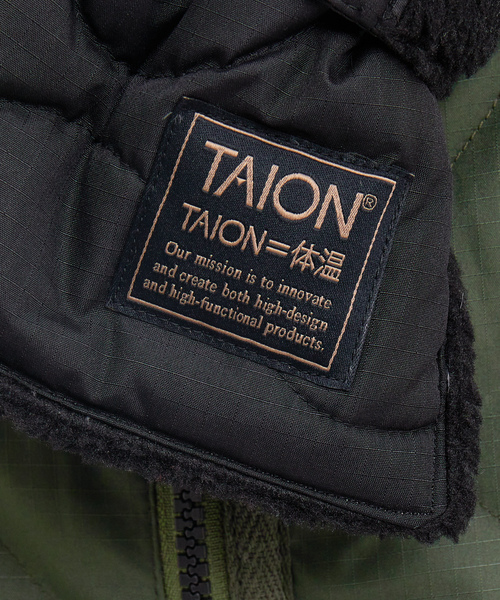 TAION®
TAION=体温
Our mission is to innovate
and create both high-design
and high-functional products.